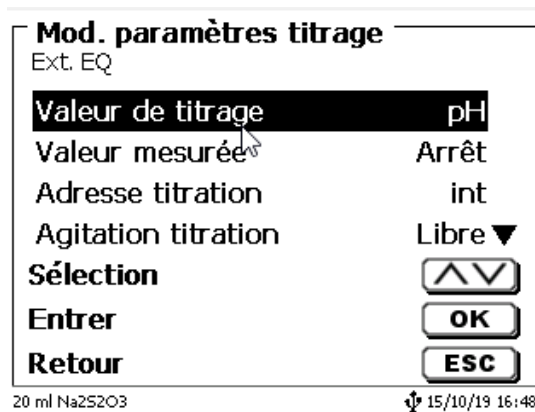 Mod. paramètres titrage
Ext. EQ
Valeur de titrage pH
Valeur mesurée Arrêt
Adresse titration int
Agitation titration Libre
Sélection
Entrer OK
Retour ESC
20 ml Na2S2O3 15/10/19 16:48